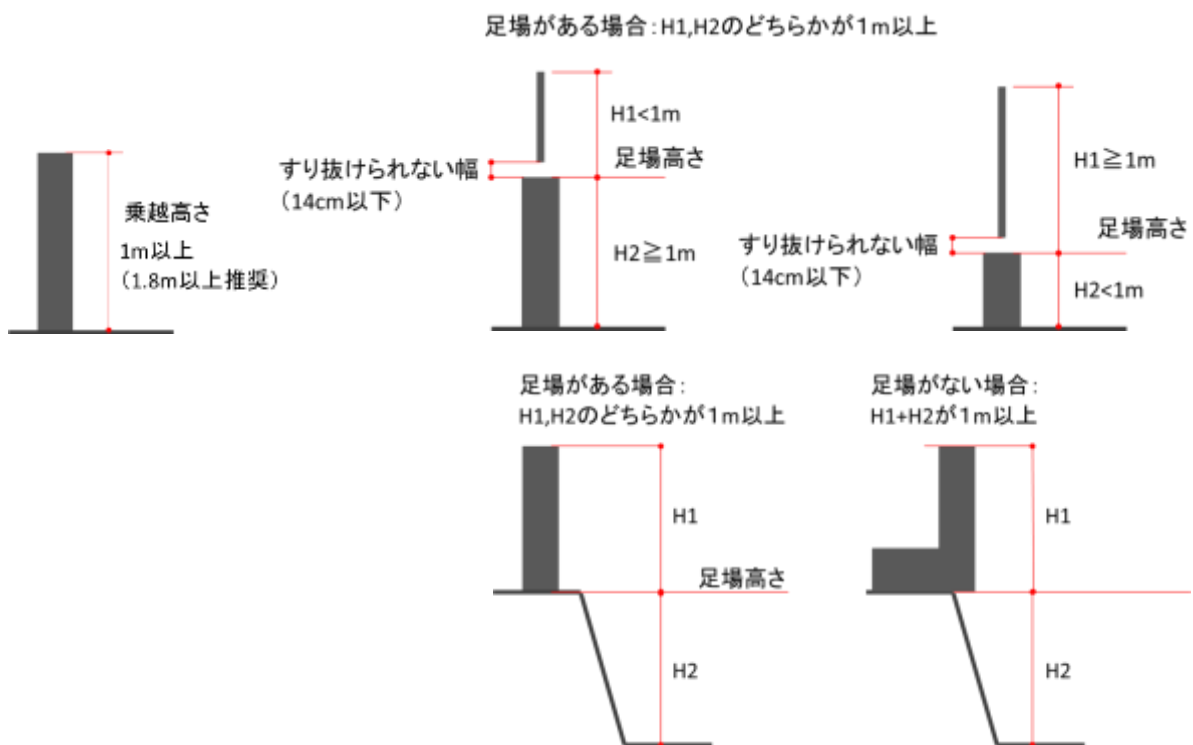 足場がある場合:H1,H2のどちらかが1m以上
乗越高さ
1m以上
(1.8m以上推奨)
すり抜けられない幅
(14cm以下)
H1<1m
足場高さ
H2≧1m
すり抜けられない幅
(14cm以下)
H1≧1m
足場高さ
H2<1m
足場がある場合:
H1,H2のどちらかが1m以上
H1
足場高さ
H2
足場がない場合:
H1+H2が1m以上
H1
H2